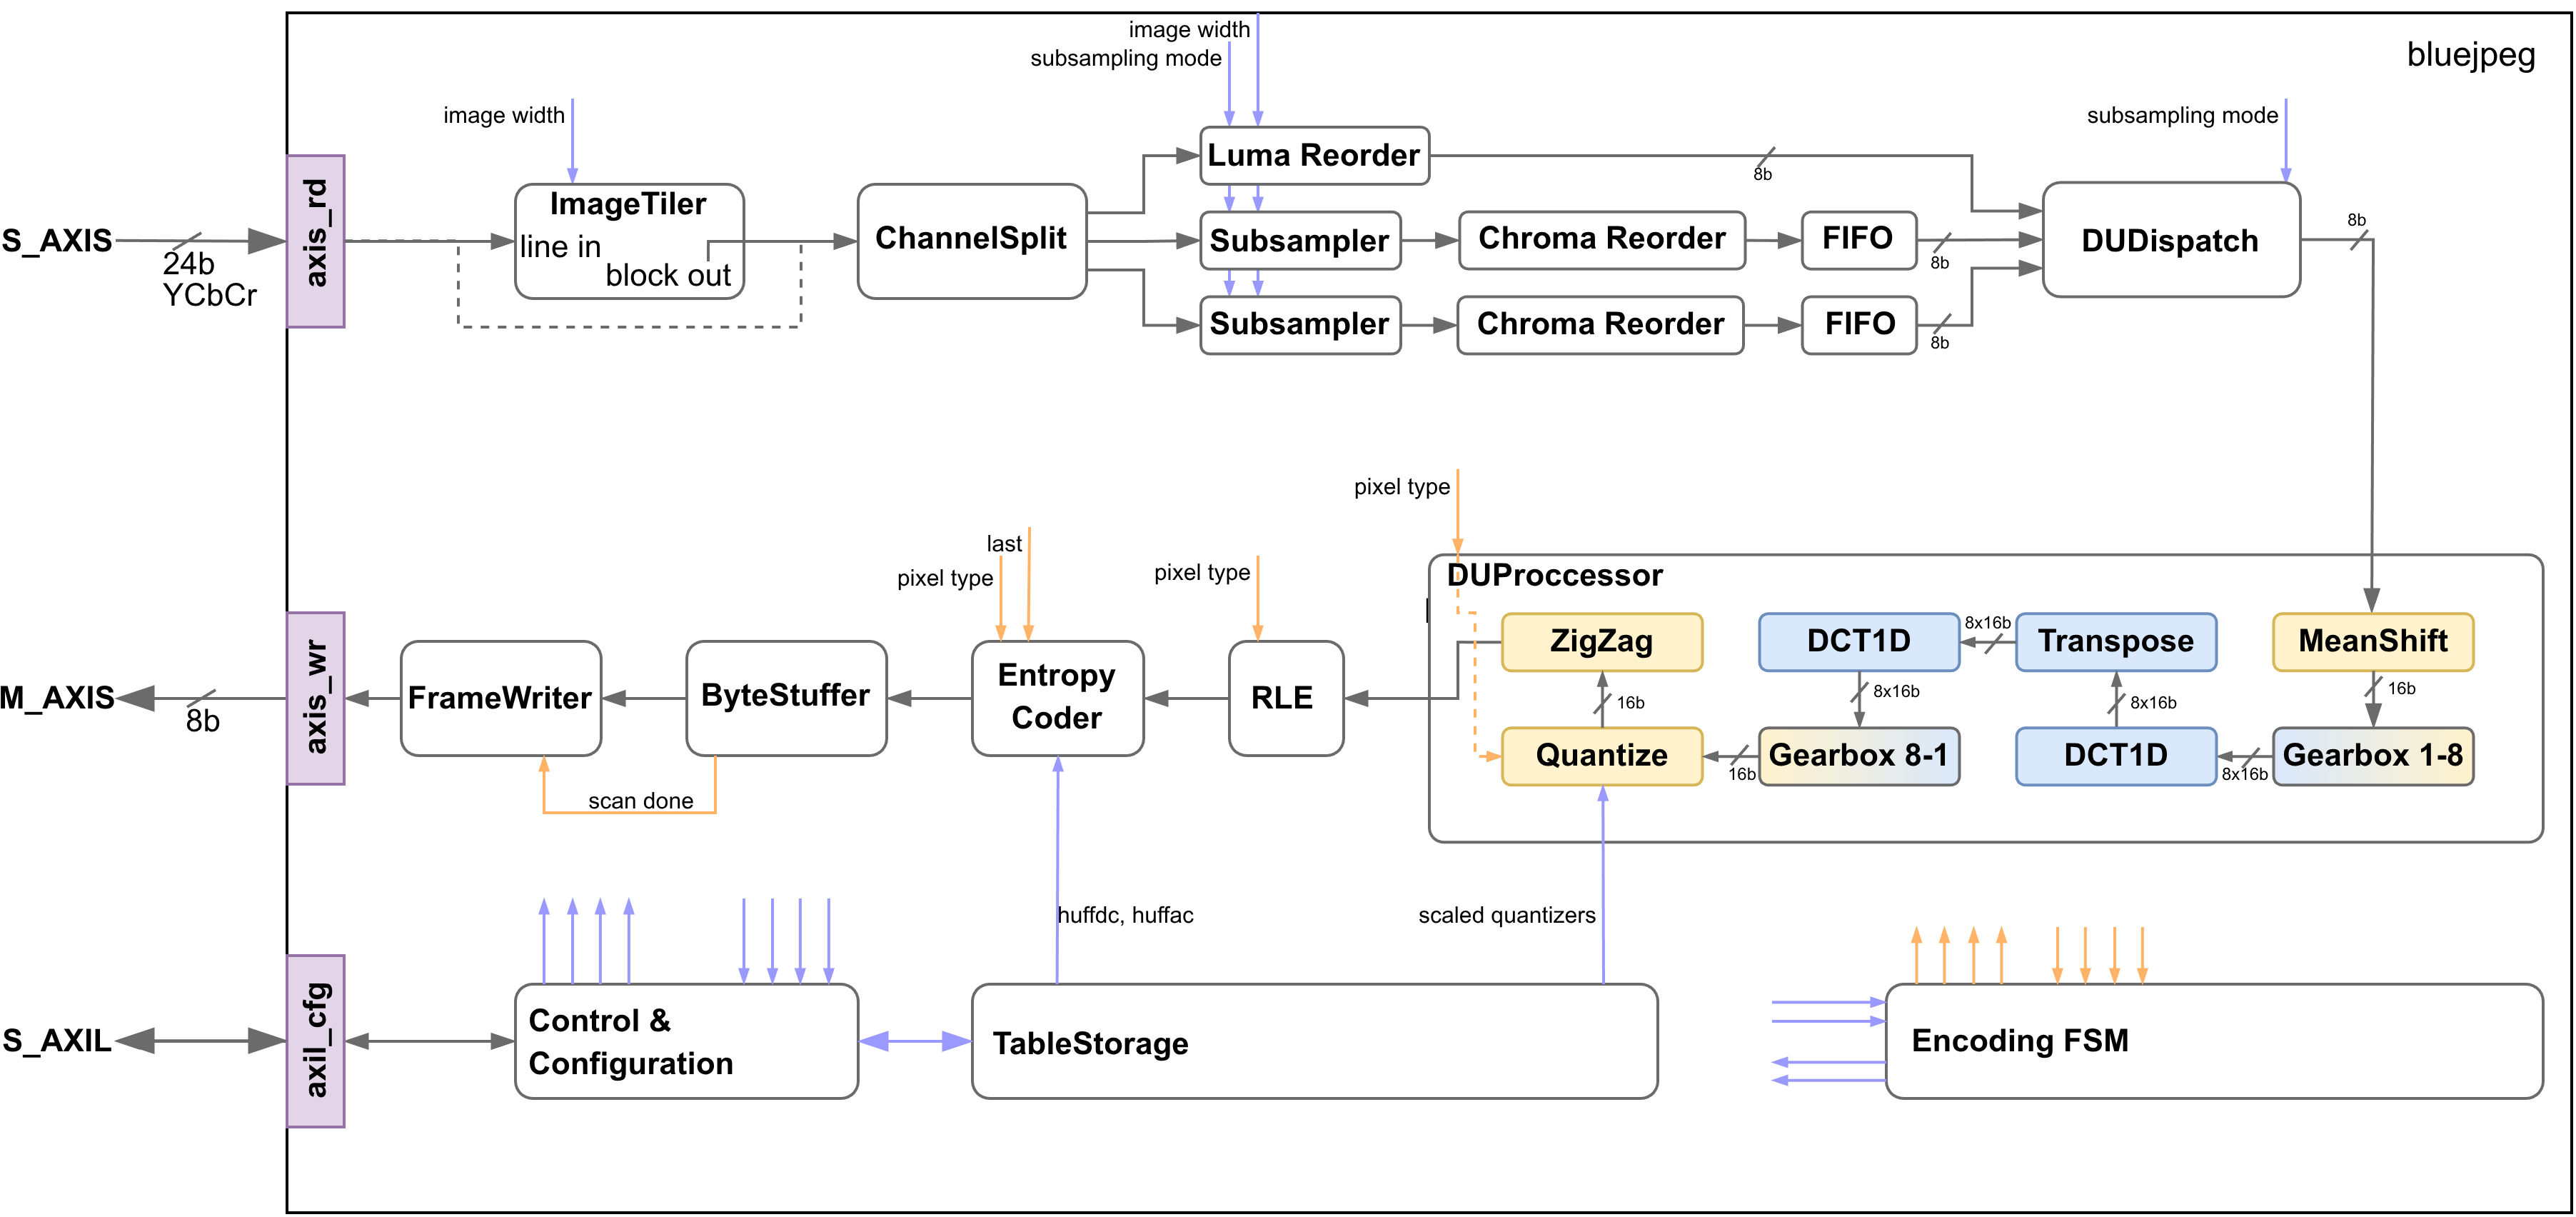 image width
subsampling mode
bluejpeg
image width
subsampling mode
axis_rd
S_AXIS
24b
YCbCr
ImageTiler
line in
block out
ChannelSplit
Luma Reorder
8b
Subsampler
Chroma Reorder
FIFO
8b
Subsampler
Chroma Reorder
FIFO
8b
DUDispatch
8b
pixel type
last
pixel type
pixel type
DUProccessor
ZigZag
DCT1D
8x16b
Transpose
MeanShift
16b
8x16b
8x16b
16b
Quantize
16b
Gearbox 8-1
DCT1D
8x16b
Gearbox 1-8
M_AXIS
8b
axis_wr
FrameWriter
ByteStuffer
Entropy
Coder
RLE
scan done
huffdc, huffac
scaled quantizers
S_AXIL
axil_cfg
Control &
Configuration
TableStorage
Encoding FSM